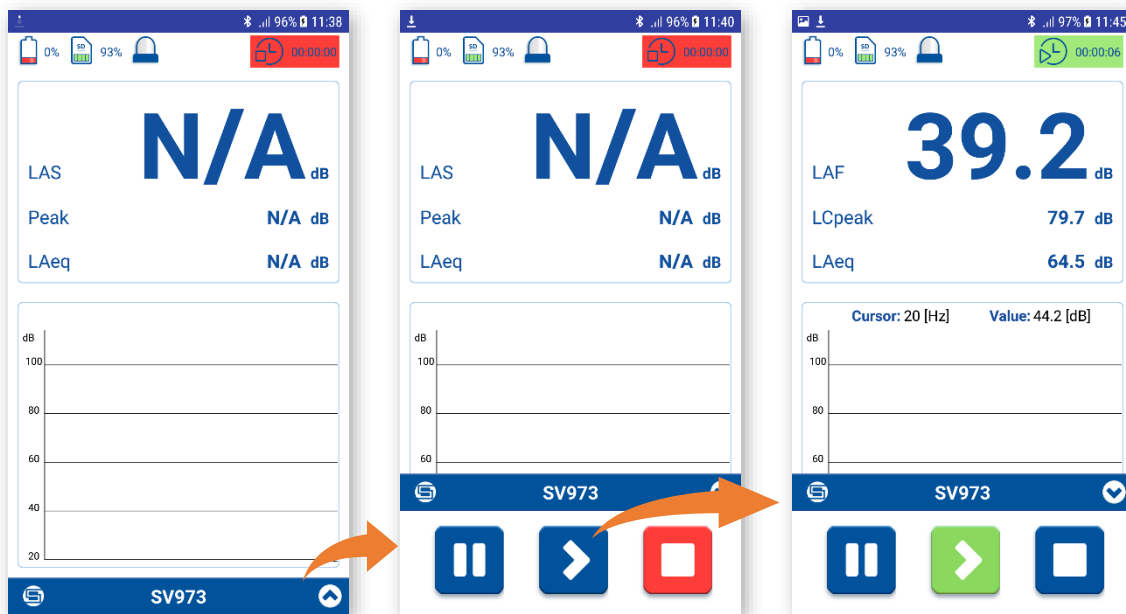 96% 11:38
0% SD 93% 00:00:00
N/A
LAS dB
Peak N/A dB
LAeq N/A dB
dB
100
80
60
40
20
SV973
96% 11:40
0% SD 93% 00:00:00
N/A
LAS dB
Peak N/A dB
LAeq N/A dB
dB
100
80
60
SV973
97% 11:45
0% SD 93% 00:00:06
39.2
LAF dB
LCpeak 79.7 dB
LAeq 64.5 dB
Cursor: 20 [Hz] Value: 44.2 [dB]
dB
100
80
60
SV973